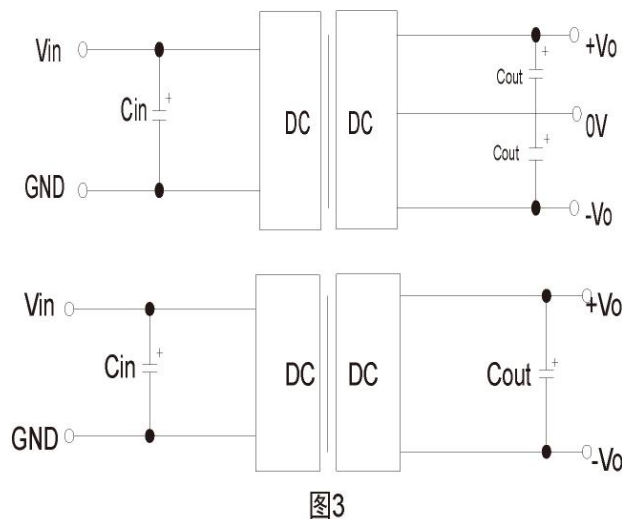 Vin
+Vo
Cout
+
Cin
+
DC
DC
0V
Cout
+
GND
-Vo
Vin
+Vo
Cin
+
DC
DC
Cout
+
GND
-Vo
图3